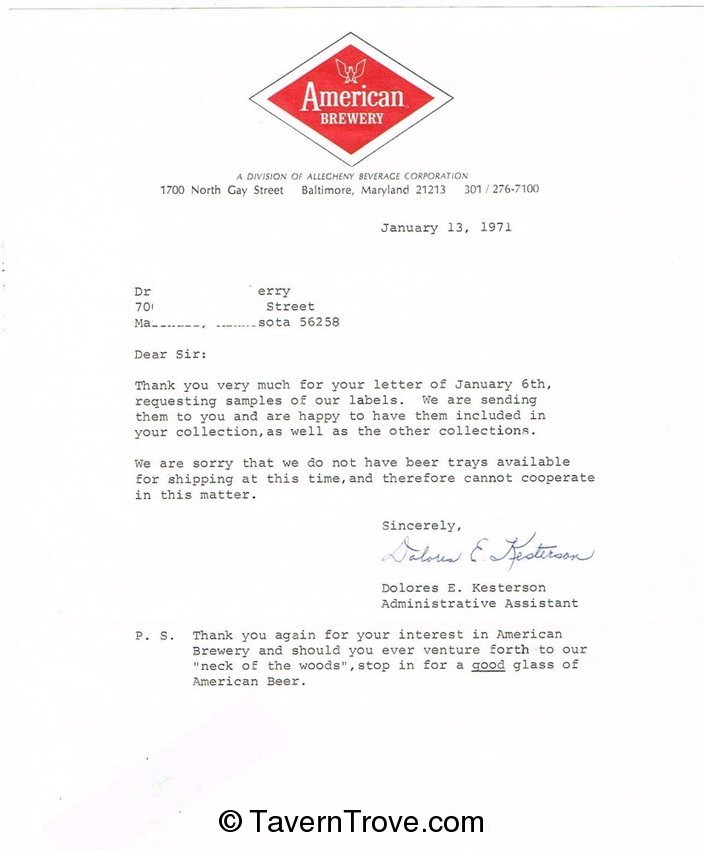 American
BREWERY
A DIVISION OF ALLEGHENY BEVERAGE CORPORATION
1700 North Gay Street Baltimore, Maryland 21213 301 / 276-7100
January 13, 1971
Dr erry
70 Street
Ma , sota 56258
Dear Sir:
Thank you very much for your letter of January 6th,
requesting samples of our labels. We are sending
them to you and are happy to have them included in
your collection,as well as the other collections.
We are sorry that we do not have beer trays available
for shipping at this time,and therefore cannot cooperate
in this matter.
Sincerely,
Dolores E. Kesterson
Dolores E. Kesterson
Administrative Assistant
P. S. Thank you again for your interest in American
Brewery and should you ever venture forth to our
"neck of the woods",stop in for a good glass of
American Beer.
© TavernTrove.com